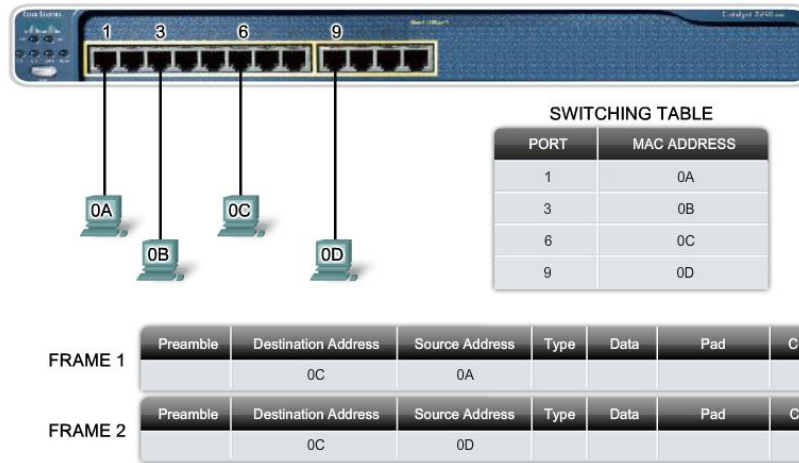 1 3 6 9
SWITCHING TABLE
PORT MAC ADDRESS
1 0A
3 0B
6 0C
9 0D
0A 0C
0B 0D
FRAME 1
Preamble Destination Address Source Address Type Data Pad C
0C 0A
FRAME 2
Preamble Destination Address Source Address Type Data Pad C
0C 0D